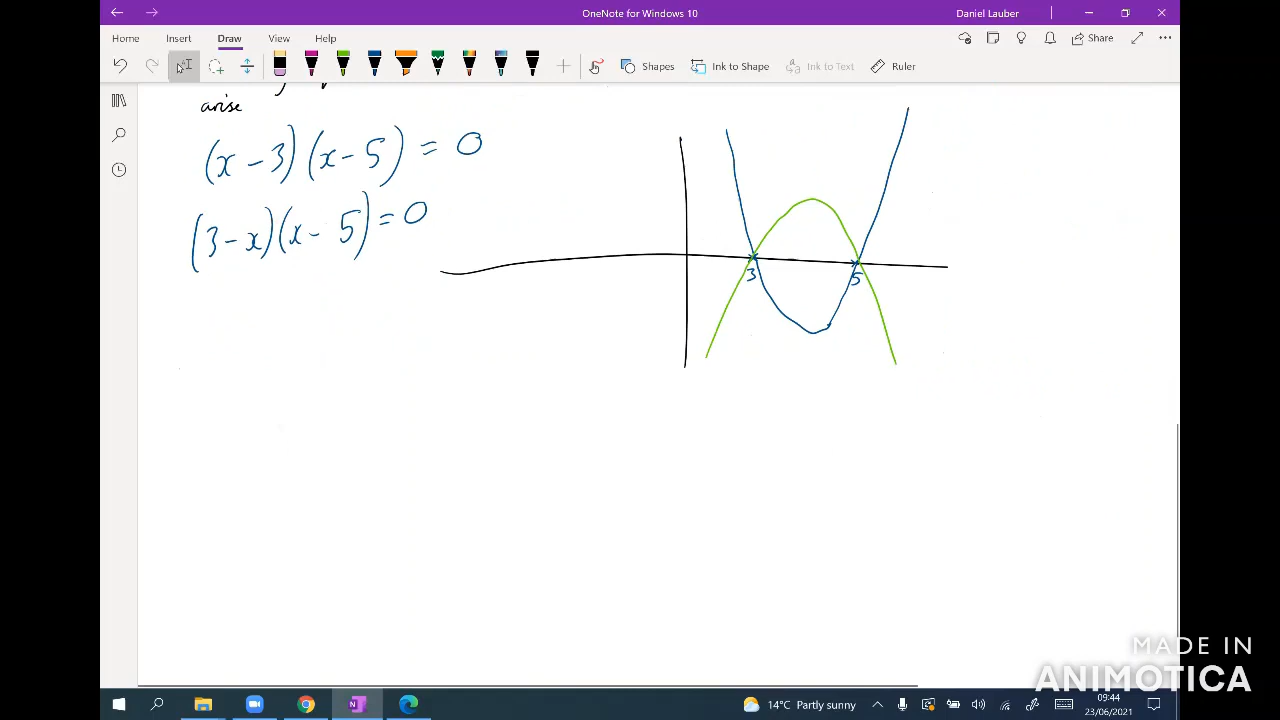 OneNote for Windows 10
Daniel Lauber
Home Insert Draw View Help
Share
Shapes Ink to Shape Ink to Text Ruler
arise
(x - 3)(x - 5) = 0
(3 - x)(x - 5) = 0
3 5
MADE IN
ANIMOTICA
14°C Partly sunny
09:44
23/06/2021